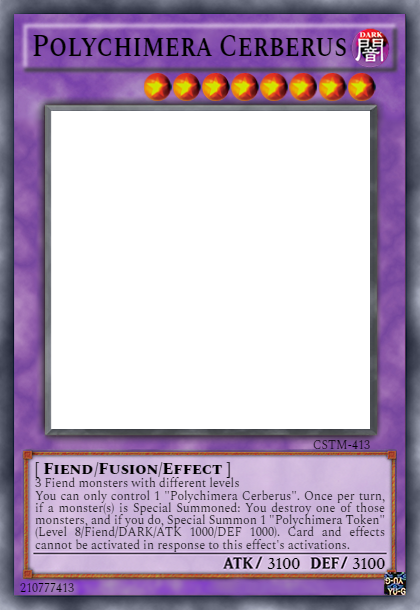 Polychimera Cerberus
DARK
闇
CSTM-413
[ Fiend/Fusion/Effect ]
3 Fiend monsters with different levels
You can only control 1 "Polychimera Cerberus". Once per turn,
if a monster(s) is Special Summoned: You destroy one of those
monsters, and if you do, Special Summon 1 "Polychimera Token"
(Level 8/Fiend/DARK/ATK 1000/DEF 1000). Card and effects
cannot be activated in response to this effect's activations.
ATK/ 3100 DEF/ 3100
210777413